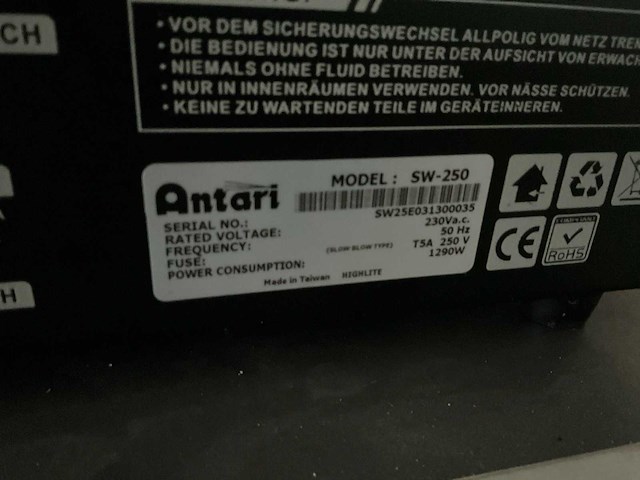 CH
• VOR DEM SICHERUNGSWECHSEL ALLPOLIG VOM NETZ TREN
• DIE BEDIENUNG IST NUR UNTER DER AUFSICHT VON ERWACH
• NIEMALS OHNE FLUID BETREIBEN.
• NUR IN INNENRÄUMEN VERWENDEN. VOR NÄSSE SCHÜTZEN.
• KEINE ZU WARTENDEN TEILE IM GERÄTEINNEREN.
Antari MODEL : SW-250
SERIAL NO.: SW25E031300035
RATED VOLTAGE: 230Va.c.
FREQUENCY: 50 Hz
FUSE: (SLOW BLOW TYPE) T5A 250 V
POWER CONSUMPTION: 1290W
Made in Taiwan HIGHLITE
CE
RoHS
H